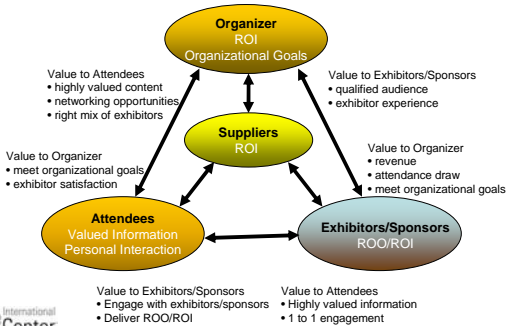 Organizer
ROI
Organizational Goals
Value to Attendees
• highly valued content
• networking opportunities
• right mix of exhibitors
Value to Exhibitors/Sponsors
• qualified audience
• exhibitor experience
Suppliers
ROI
Value to Organizer
• meet organizational goals
• exhibitor satisfaction
Value to Organizer
• revenue
• attendance draw
• meet organizational goals
Attendees
Valued Information
Personal Interaction
Exhibitors/Sponsors
ROO/ROI
Value to Exhibitors/Sponsors
• Engage with exhibitors/sponsors
• Deliver ROO/ROI
Value to Attendees
• Highly valued information
• 1 to 1 engagement
International
Center